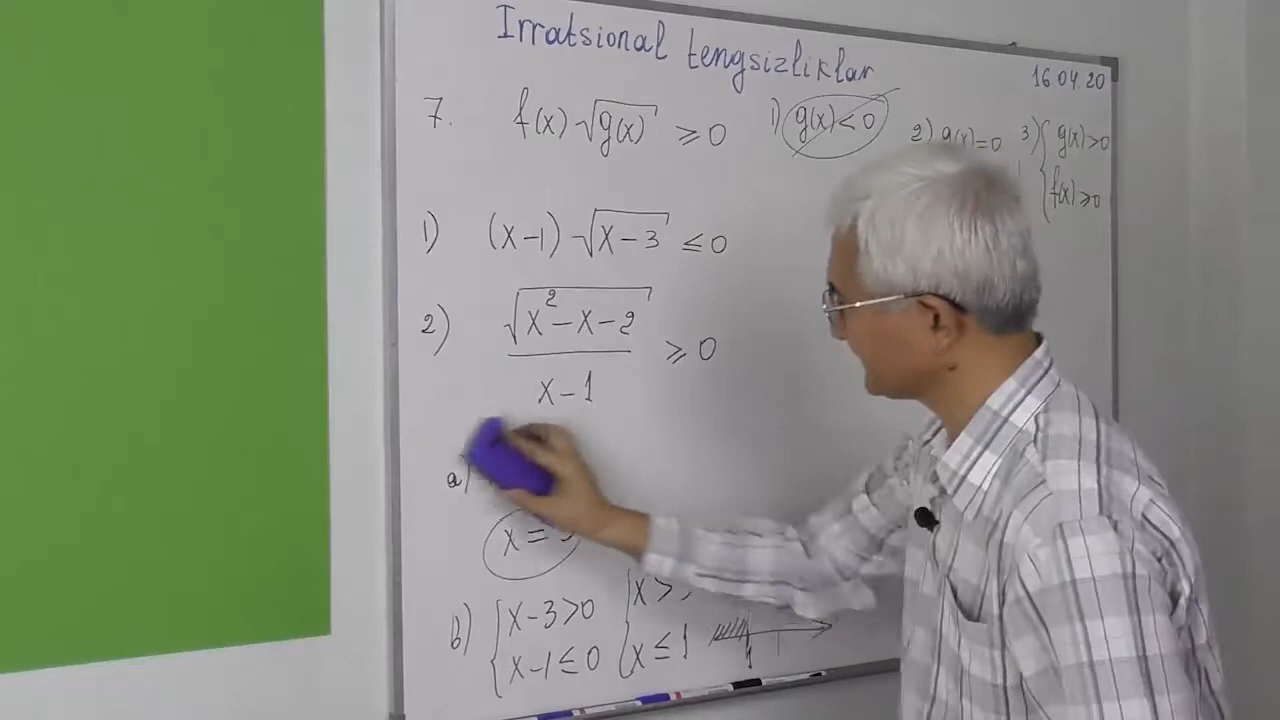 Irratsional tengsizliklar
16 04 20
7. f(x) · √g(x) ≥ 0 1) g(x) < 0 2) g(x) = 0 3) { g(x) > 0
f(x) ≥ 0
1) (x-1) · √x-3 ≤ 0
2) √x²-x-2 / x-1 ≥ 0
a)
x =
b) { x-3>0 { x >
x-1≤0 x ≤ 1
1